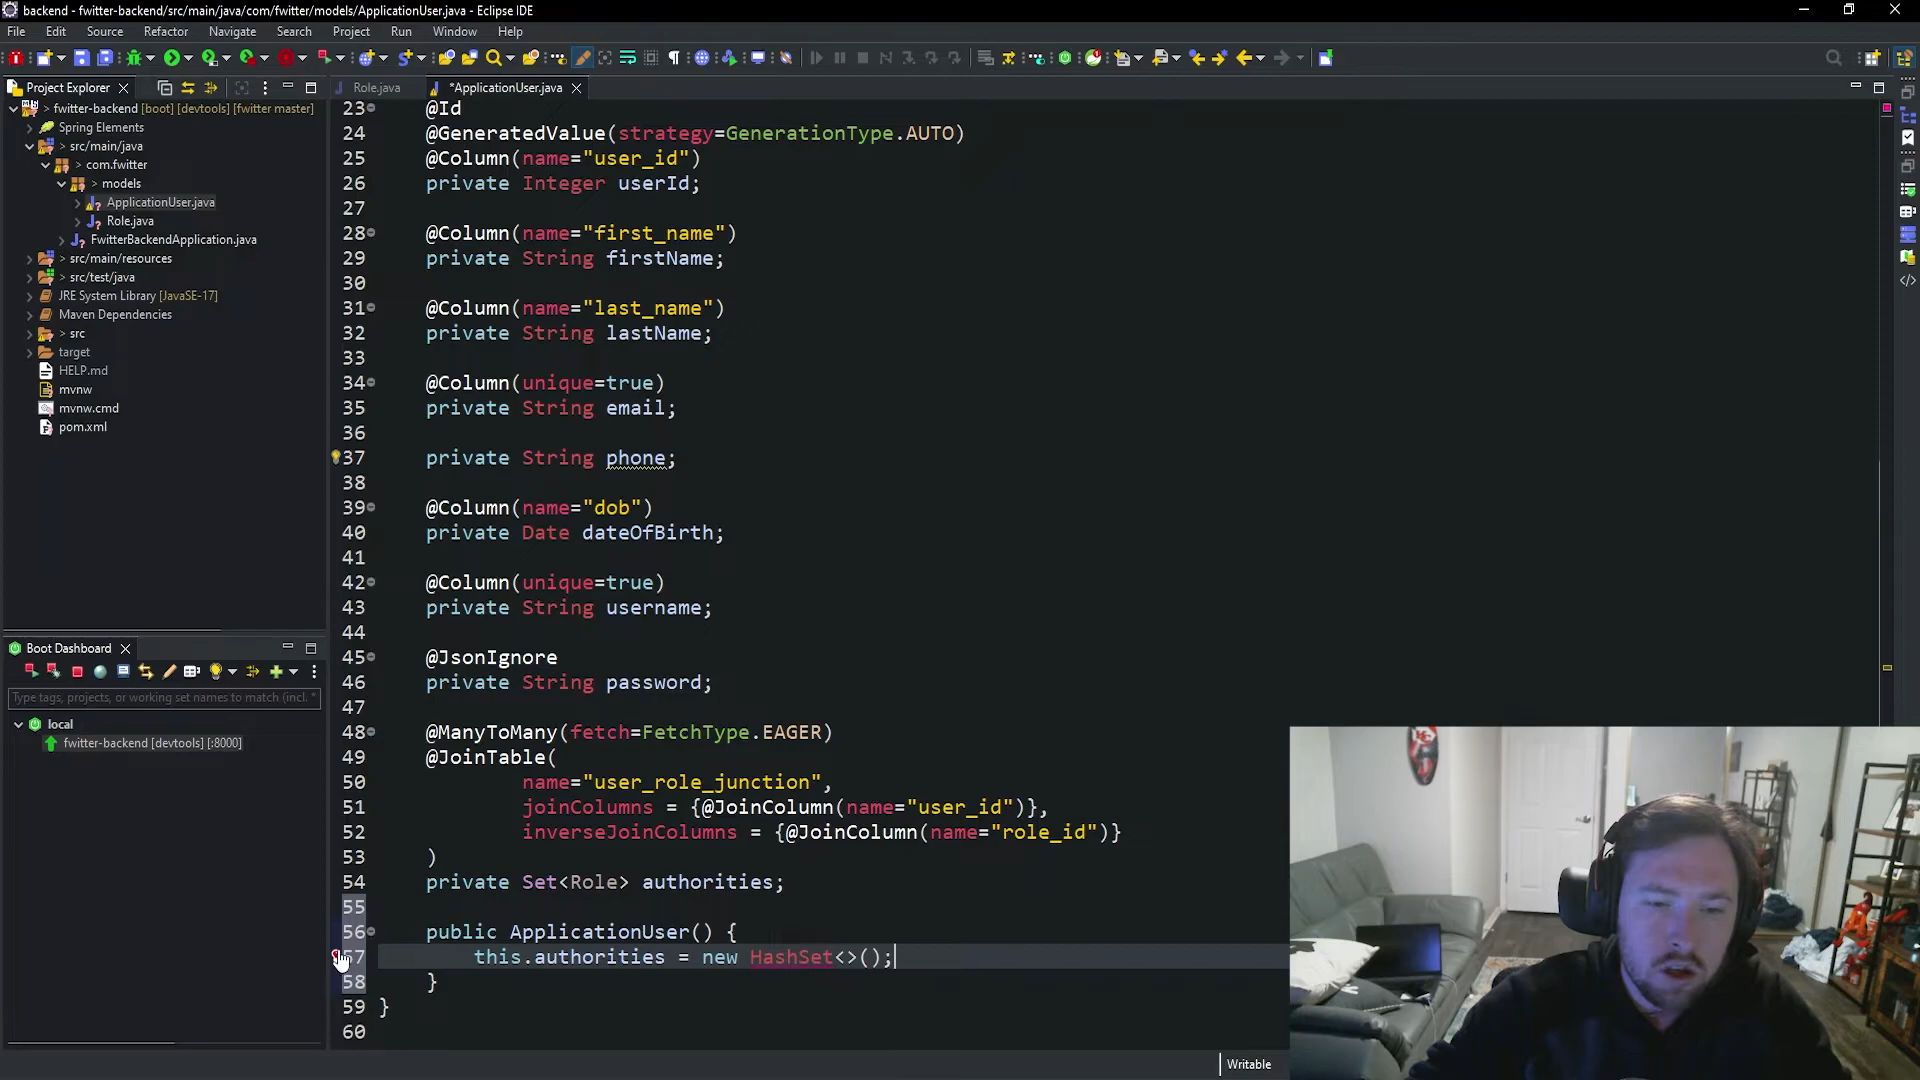 backend - fwitter-backend/src/main/java/com/fwitter/models/ApplicationUser.java - Eclipse IDE
File Edit Source Refactor Navigate Search Project Run Window Help
Project Explorer
> fwitter-backend [boot] [devtools] [fwitter master]
Spring Elements
> src/main/java
> com.fwitter
> models
ApplicationUser.java
Role.java
FwitterBackendApplication.java
> src/main/resources
> src/test/java
JRE System Library [JavaSE-17]
Maven Dependencies
> src
target
HELP.md
mvnw
mvnw.cmd
pom.xml
Boot Dashboard
Type tags, projects, or working set names to match (incl. *
local
fwitter-backend [devtools] [:8000]
Role.java *ApplicationUser.java
23 @Id
24 @GeneratedValue(strategy=GenerationType.AUTO)
25 @Column(name="user_id")
26 private Integer userId;
27
28 @Column(name="first_name")
29 private String firstName;
30
31 @Column(name="last_name")
32 private String lastName;
33
34 @Column(unique=true)
35 private String email;
36
37 private String phone;
38
39 @Column(name="dob")
40 private Date dateOfBirth;
41
42 @Column(unique=true)
43 private String username;
44
45 @JsonIgnore
46 private String password;
47
48 @ManyToMany(fetch=FetchType.EAGER)
49 @JoinTable(
50 name="user_role_junction",
51 joinColumns = {@JoinColumn(name="user_id")},
52 inverseJoinColumns = {@JoinColumn(name="role_id")}
53 )
54 private Set<Role> authorities;
55
56 public ApplicationUser() {
57 this.authorities = new HashSet<>();
58 }
59 }
60
Writable